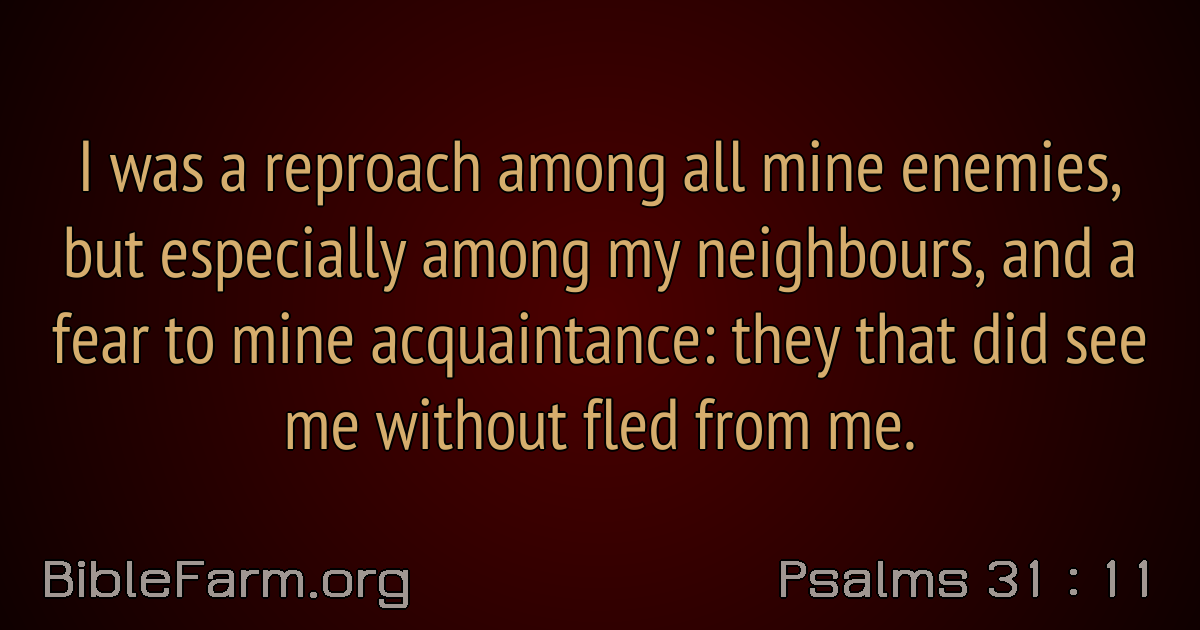 I was a reproach among all mine enemies,
but especially among my neighbours, and a
fear to mine acquaintance: they that did see
me without fled from me.
BibleFarm.org
Psalms 31 : 11